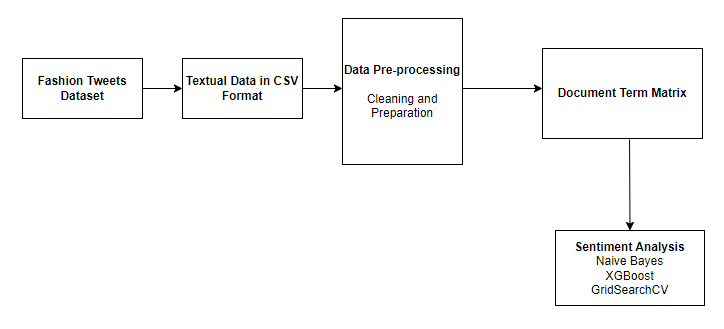 Fashion Tweets
Dataset
Textual Data in CSV
Format
Data Pre-processing
Cleaning and
Preparation
Document Term Matrix
Sentiment Analysis
Naive Bayes
XGBoost
GridSearchCV